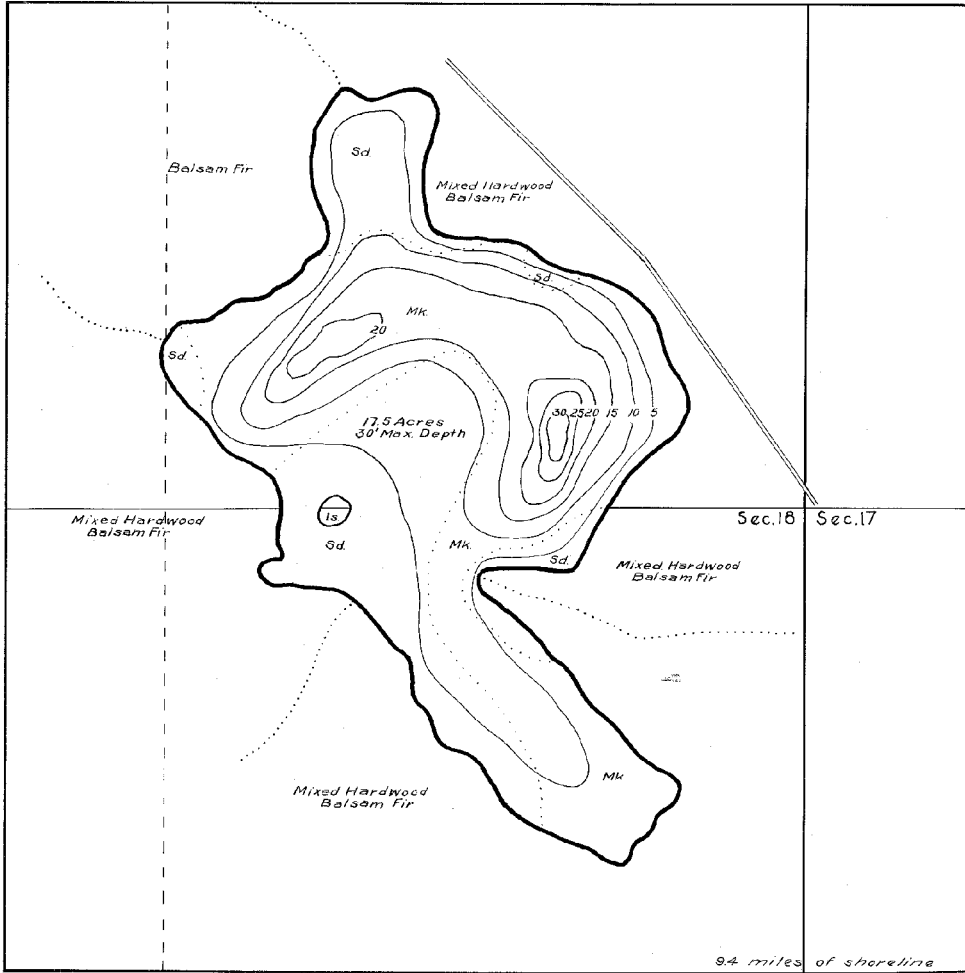 Sd.
Balsam Fir
Mixed Hardwood
Balsam Fir
Sd.
Mk.
20
Sd.
30 25 20 15 10 5
17.5 Acres
30' Max. Depth
Is.
Mixed Hardwood
Balsam Fir
Sec.18 Sec.17
Sd.
Mk.
Sd.
Mixed Hardwood
Balsam Fir
Mk
Mixed Hardwood
Balsam Fir
94 miles of shoreline